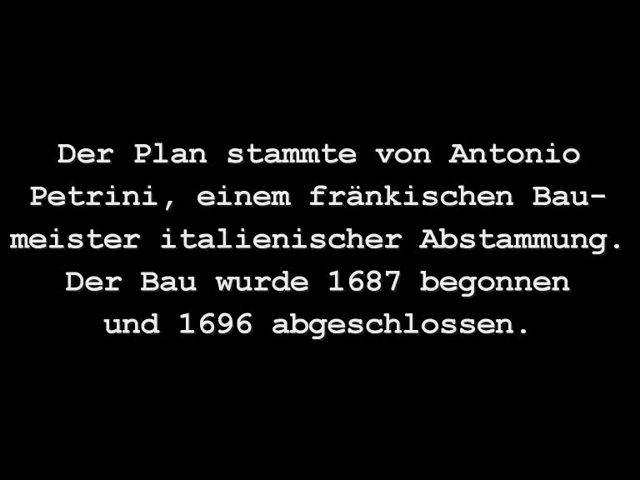 Der Plan stammte von Antonio
Petrini, einem fränkischen Bau-
meister italienischer Abstammung.
Der Bau wurde 1687 begonnen
und 1696 abgeschlossen.